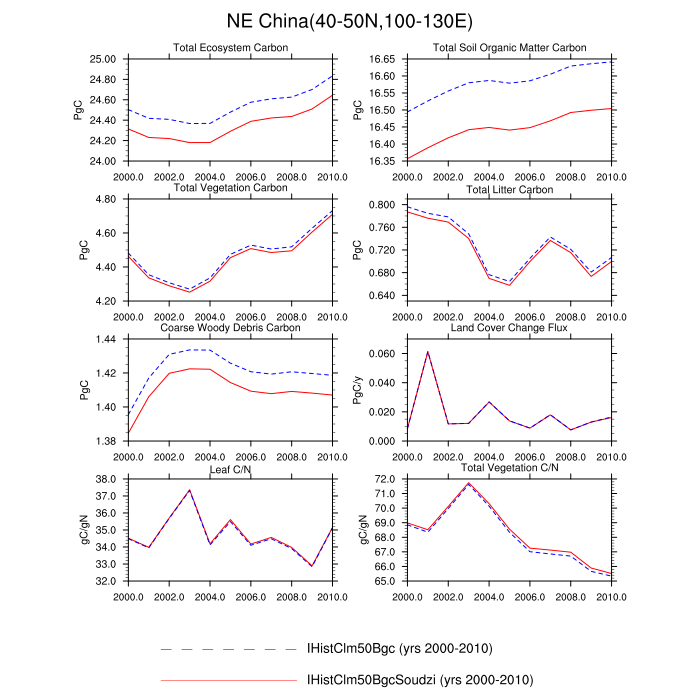 NE China(40-50N,100-130E)
Total Ecosystem Carbon
PgC
25.00
24.80
24.60
24.40
24.20
24.00
2000.0 2002.0 2004.0 2006.0 2008.0 2010.0
Total Soil Organic Matter Carbon
PgC
16.65
16.60
16.55
16.50
16.45
16.40
16.35
2000.0 2002.0 2004.0 2006.0 2008.0 2010.0
Total Vegetation Carbon
PgC
4.80
4.60
4.40
4.20
2000.0 2002.0 2004.0 2006.0 2008.0 2010.0
Total Litter Carbon
PgC
0.800
0.760
0.720
0.680
0.640
2000.0 2002.0 2004.0 2006.0 2008.0 2010.0
Coarse Woody Debris Carbon
PgC
1.44
1.42
1.40
1.38
2000.0 2002.0 2004.0 2006.0 2008.0 2010.0
Land Cover Change Flux
PgC/y
0.060
0.040
0.020
0.000
2000.0 2002.0 2004.0 2006.0 2008.0 2010.0
Leaf C/N
gC/gN
38.0
37.0
36.0
35.0
34.0
33.0
32.0
2000.0 2002.0 2004.0 2006.0 2008.0 2010.0
Total Vegetation C/N
gC/gN
72.0
71.0
70.0
69.0
68.0
67.0
66.0
65.0
2000.0 2002.0 2004.0 2006.0 2008.0 2010.0
IHistClm50Bgc (yrs 2000-2010)
IHistClm50BgcSoudzi (yrs 2000-2010)